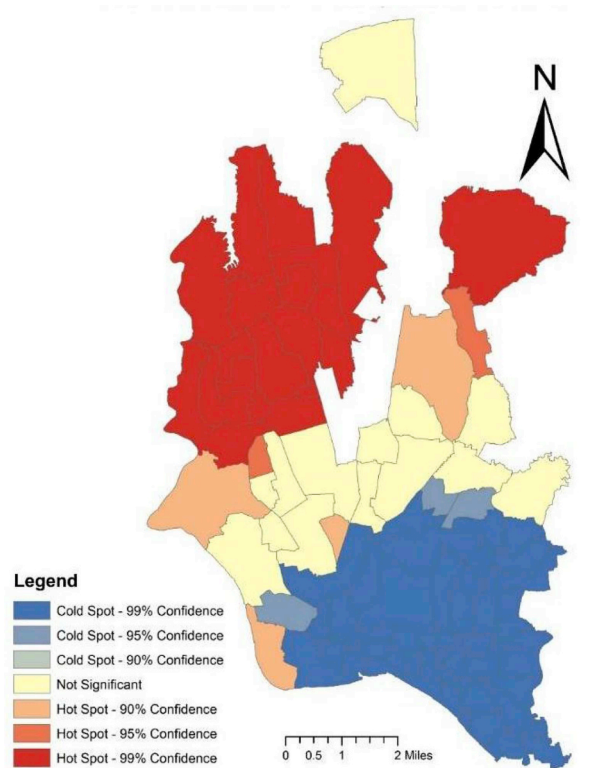 N
Legend
Cold Spot - 99% Confidence
Cold Spot - 95% Confidence
Cold Spot - 90% Confidence
Not Significant
Hot Spot - 90% Confidence
Hot Spot - 95% Confidence
Hot Spot - 99% Confidence
0 0.5 1 2 Miles